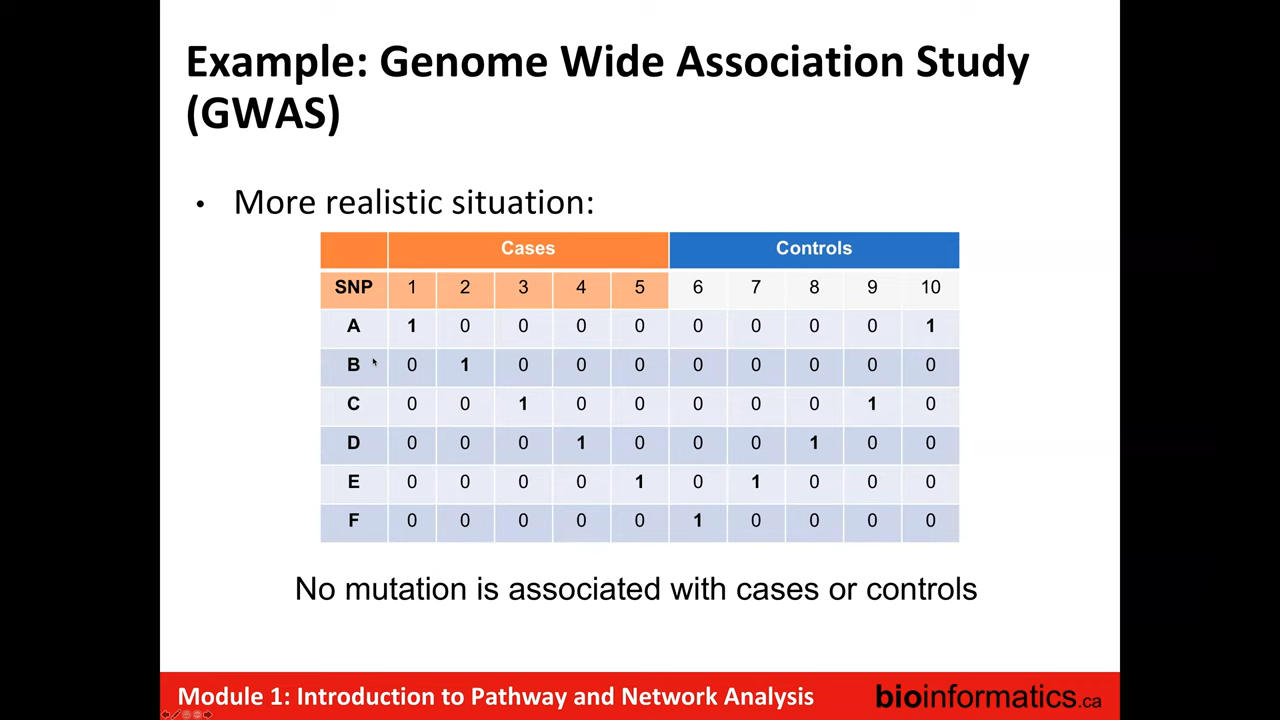 Example: Genome Wide Association Study
(GWAS)
• More realistic situation:
Cases Controls
SNP 1 2 3 4 5 6 7 8 9 10
A 1 0 0 0 0 0 0 0 0 1
B 0 1 0 0 0 0 0 0 0 0
C 0 0 1 0 0 0 0 0 1 0
D 0 0 0 1 0 0 0 1 0 0
E 0 0 0 0 1 0 1 0 0 0
F 0 0 0 0 0 1 0 0 0 0
No mutation is associated with cases or controls
Module 1: Introduction to Pathway and Network Analysis bioinformatics.ca